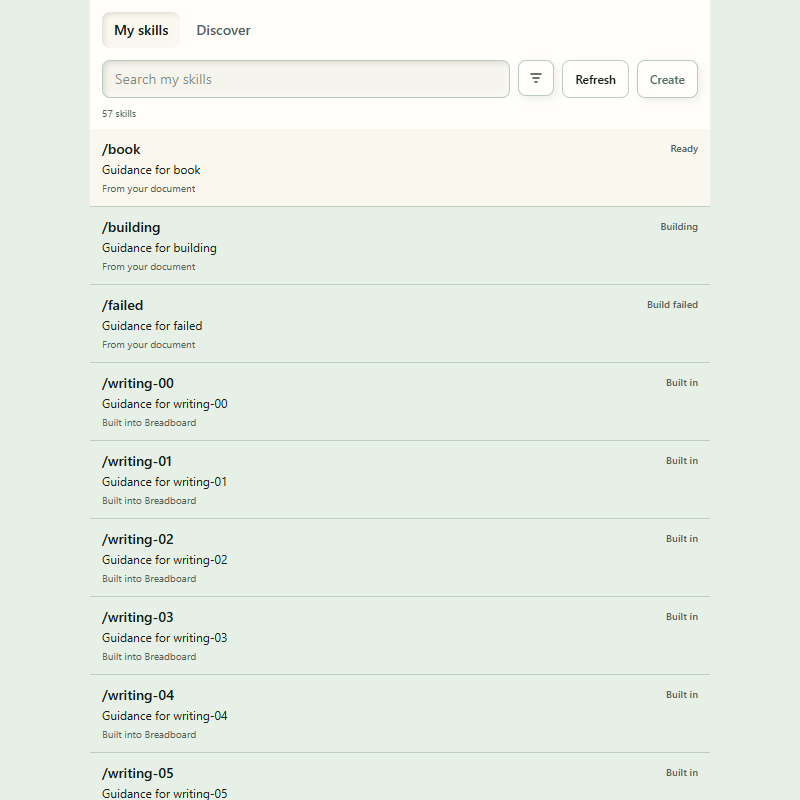 My skills Discover
Search my skills Refresh Create
57 skills
/book Ready
Guidance for book
From your document
/building Building
Guidance for building
From your document
/failed Build failed
Guidance for failed
From your document
/writing-00 Built in
Guidance for writing-00
Built into Breadboard
/writing-01 Built in
Guidance for writing-01
Built into Breadboard
/writing-02 Built in
Guidance for writing-02
Built into Breadboard
/writing-03 Built in
Guidance for writing-03
Built into Breadboard
/writing-04 Built in
Guidance for writing-04
Built into Breadboard
/writing-05 Built in
Guidance for writing-05